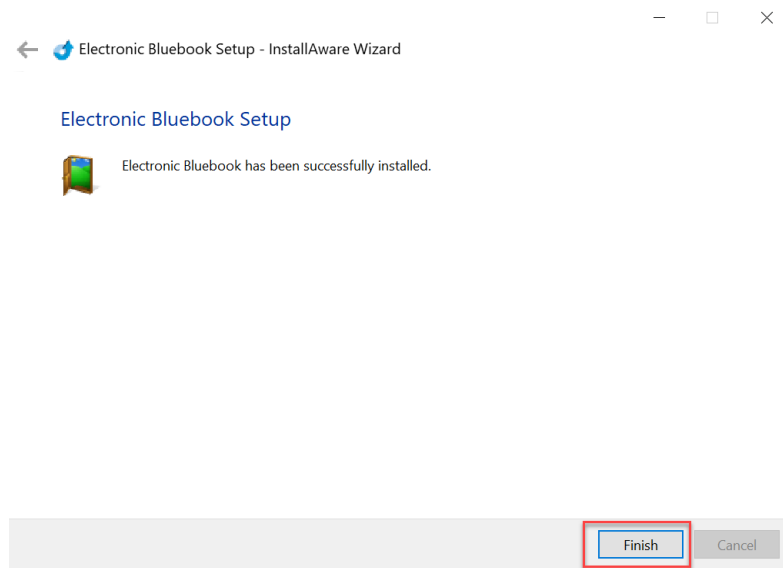 Electronic Bluebook Setup - InstallAware Wizard
Electronic Bluebook Setup
Electronic Bluebook has been successfully installed.
Finish
Cancel